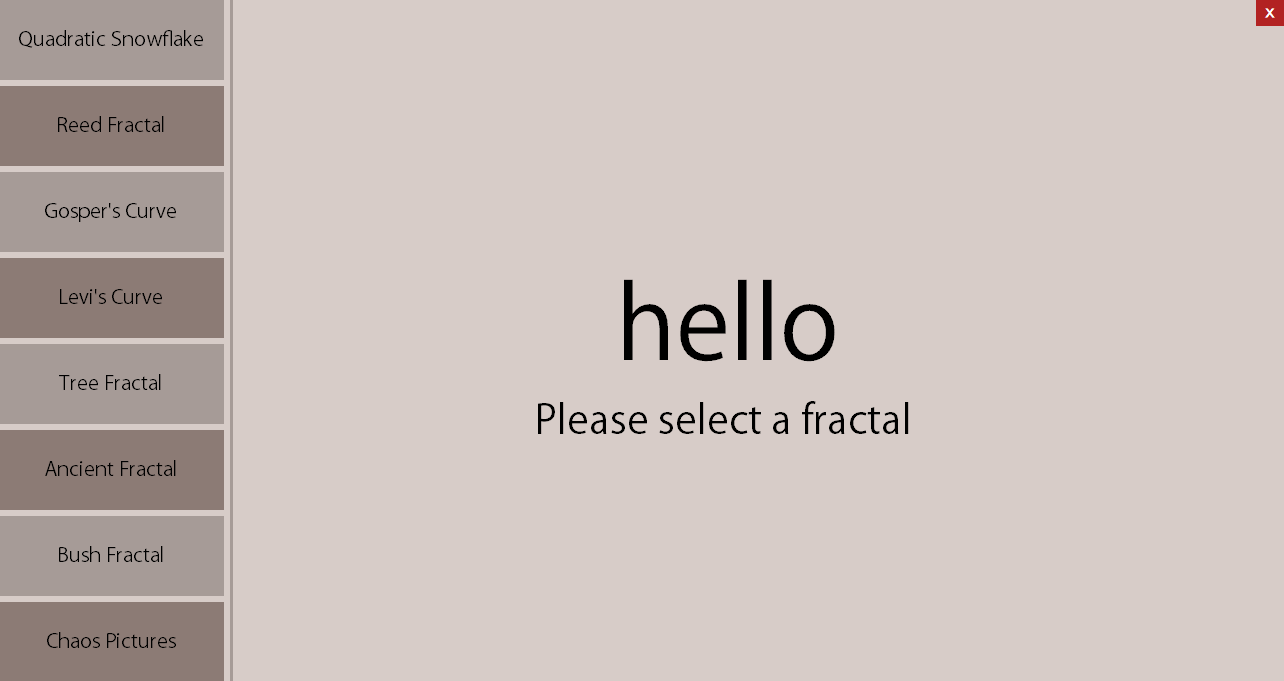 Quadratic Snowflake
Reed Fractal
Gosper's Curve
Levi's Curve
Tree Fractal
Ancient Fractal
Bush Fractal
Chaos Pictures
x
hello
Please select a fractal